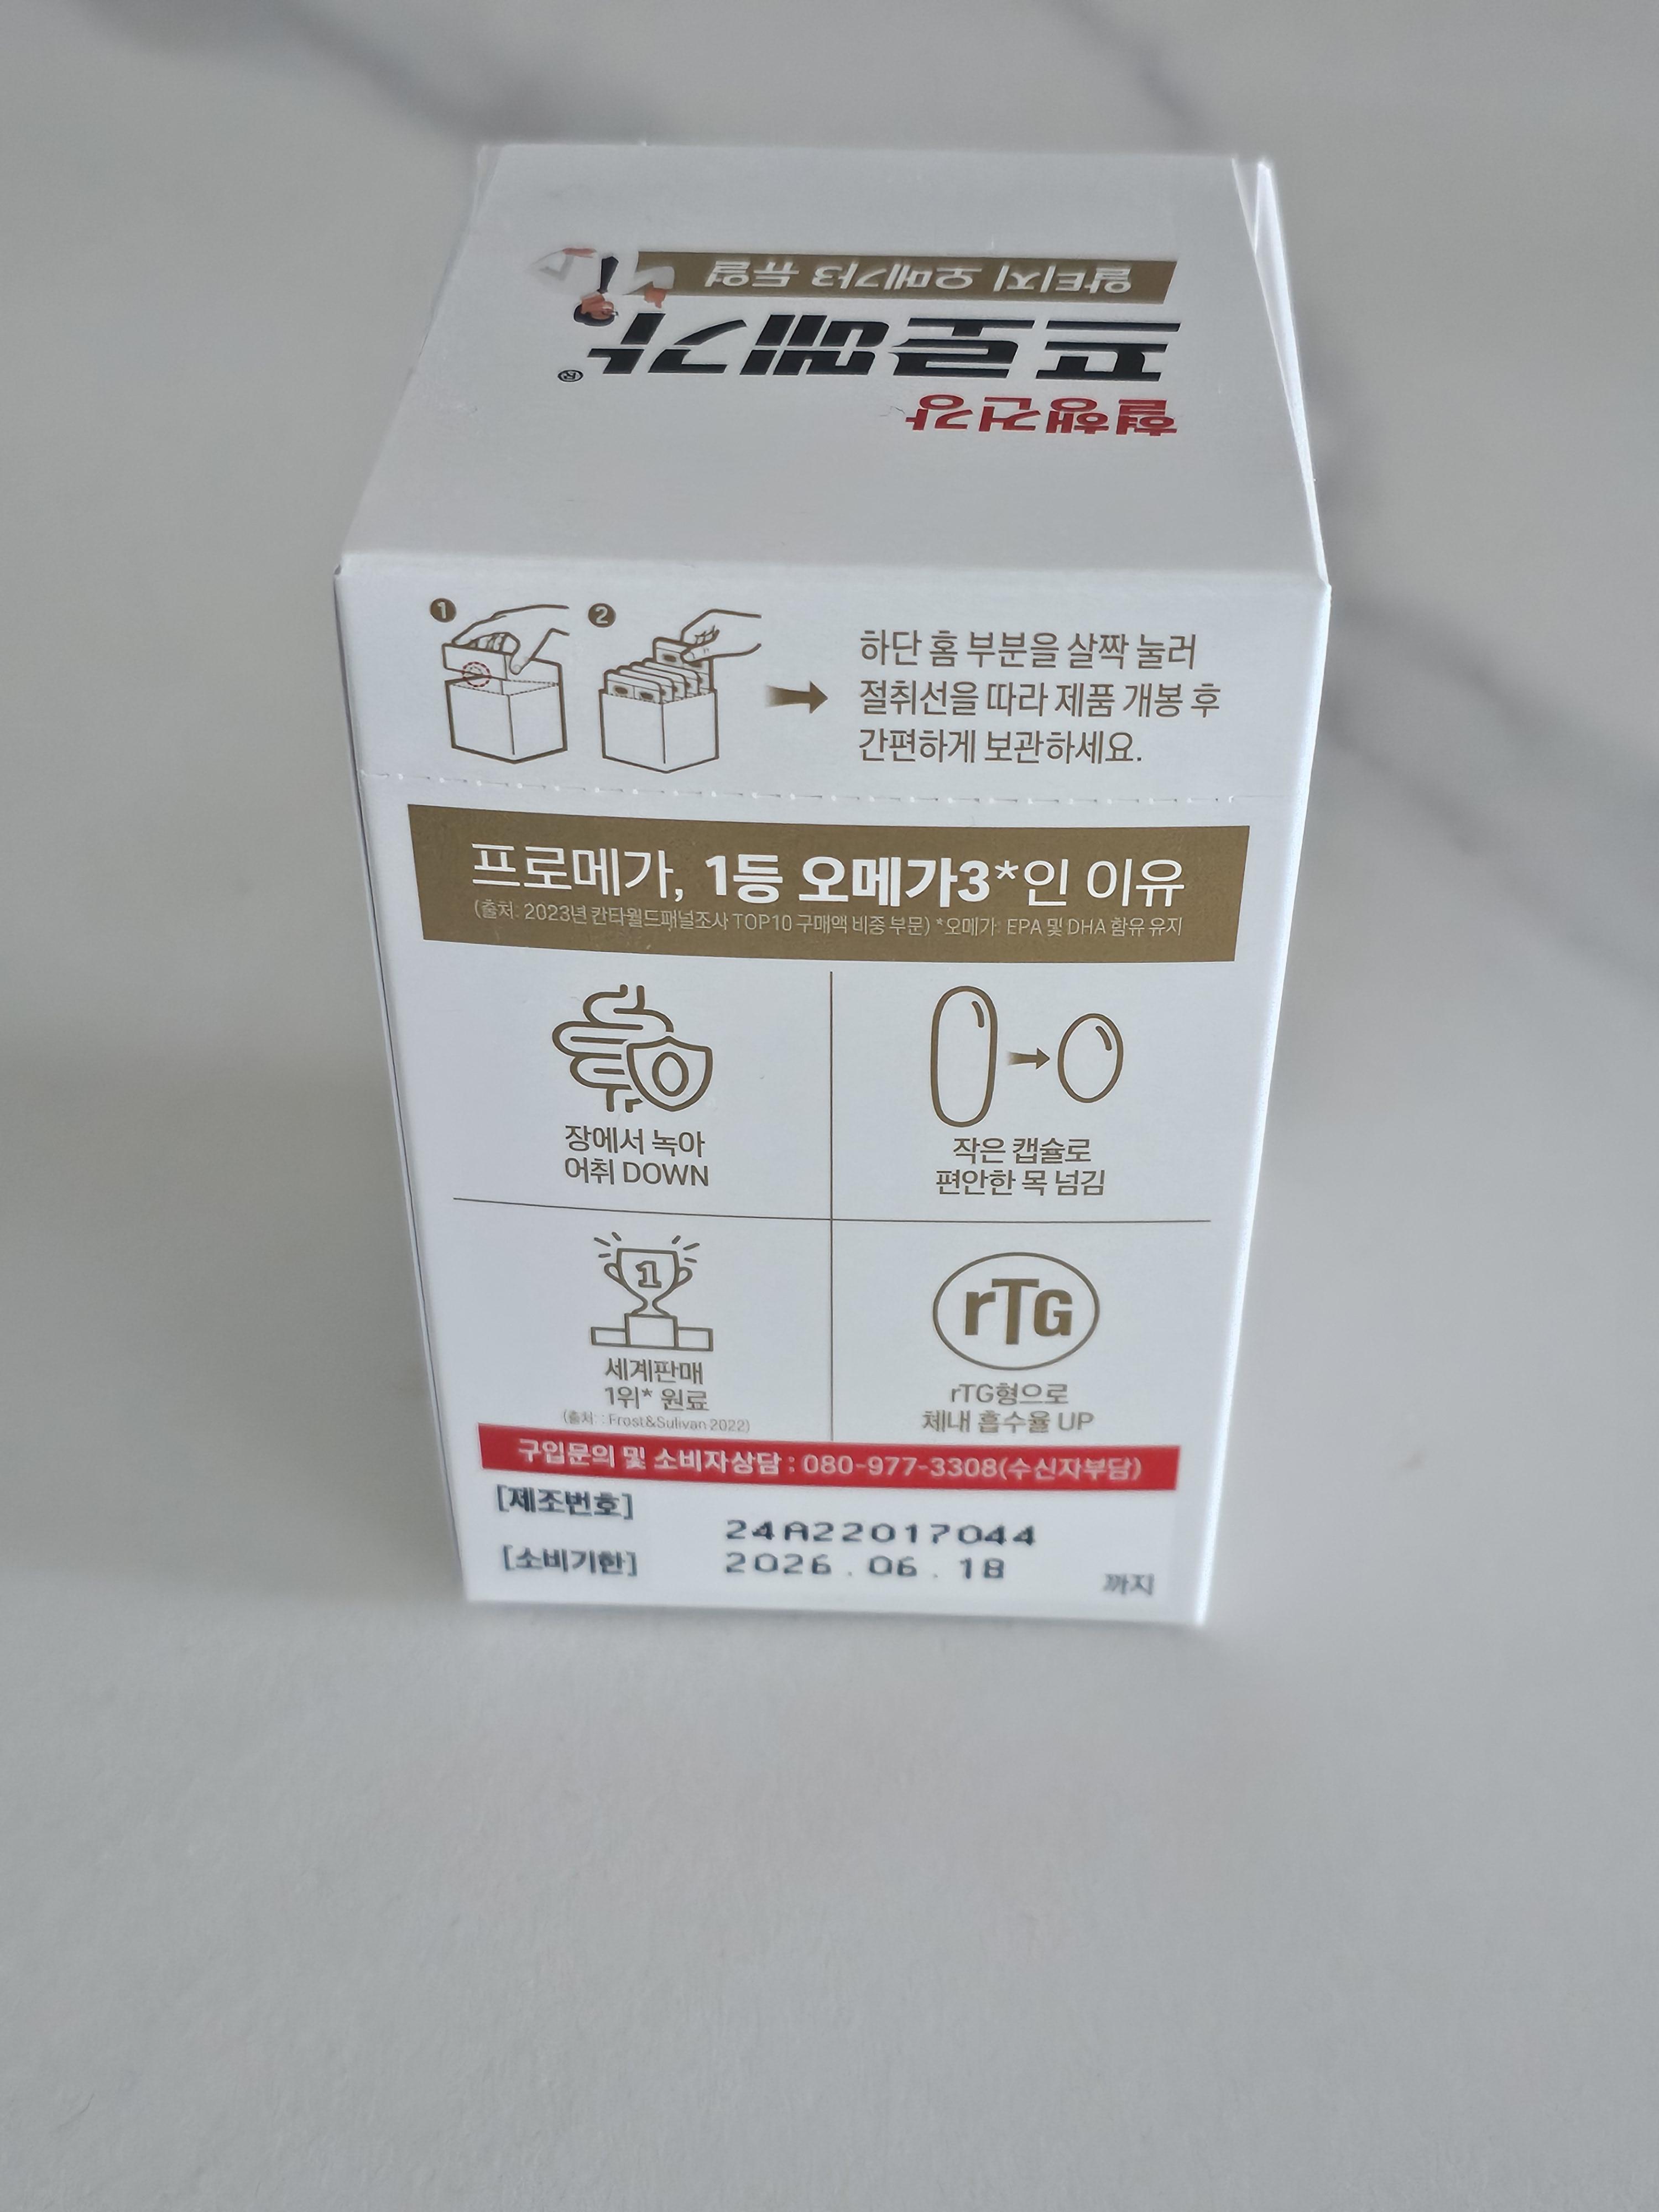 혈행건강
프로메가®
알티지 오메가3 듀얼
1
2
하단 홈 부분을 살짝 눌러
절취선을 따라 제품 개봉 후
간편하게 보관하세요.
프로메가, 1등 오메가3*인 이유
(출처: 2023년 칸타월드패널조사 TOP10 구매액 비중 부문) *오메가: EPA 및 DHA 함유 유지
장에서 녹아
어취 DOWN
작은 캡슐로
편안한 목 넘김
1
세계판매
1위* 원료
(출처: : Frost&Sulivan 2022)
rTG
rTG형으로
체내 흡수율 UP
구입문의 및 소비자상담 : 080-977-3308(수신자부담)
[제조번호]
24A22017044
[소비기한]
2026.06.18
까지